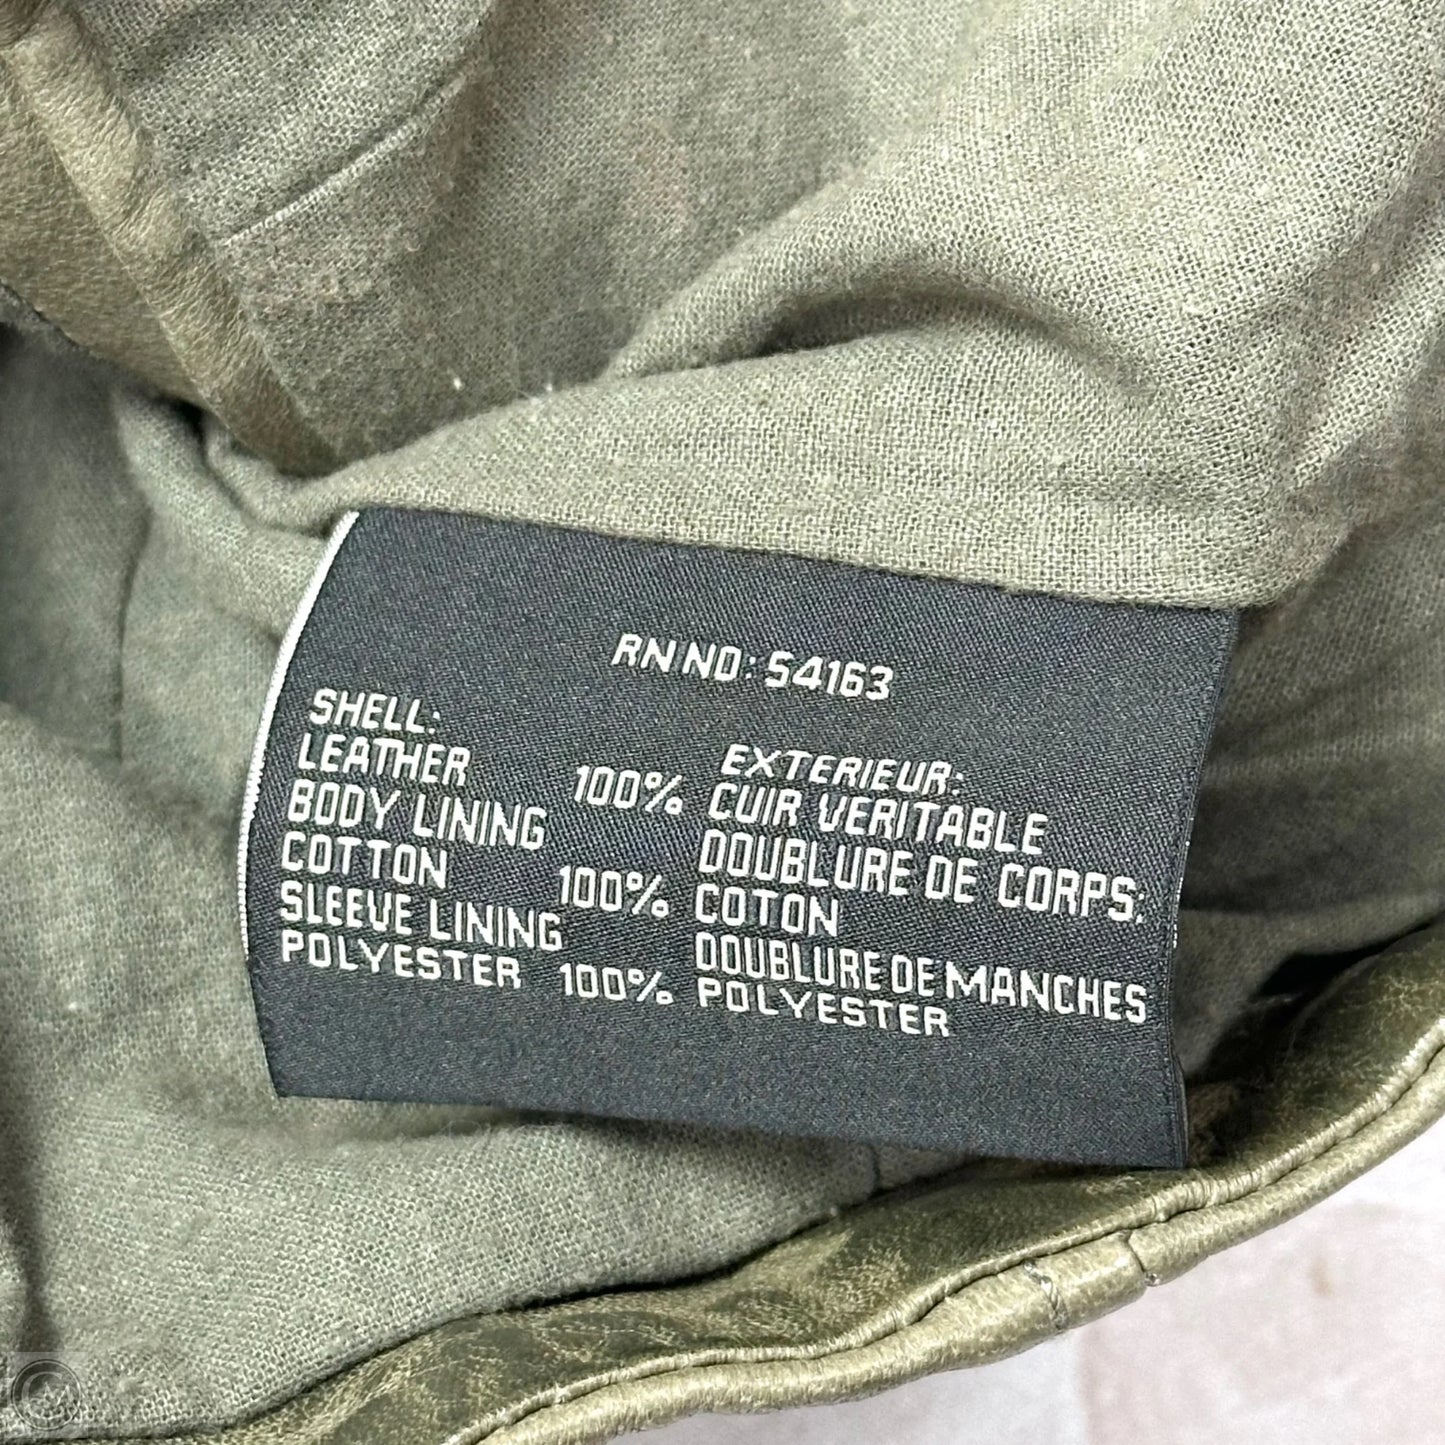 RN NO: 54163
SHELL:
LEATHER 100%
BODY LINING
COTTON 100%
SLEEVE LINING
POLYESTER 100%
EXTERIEUR:
CUIR VERITABLE
DOUBLURE DE CORPS:
COTON
DOUBLURE DE MANCHES
POLYESTER